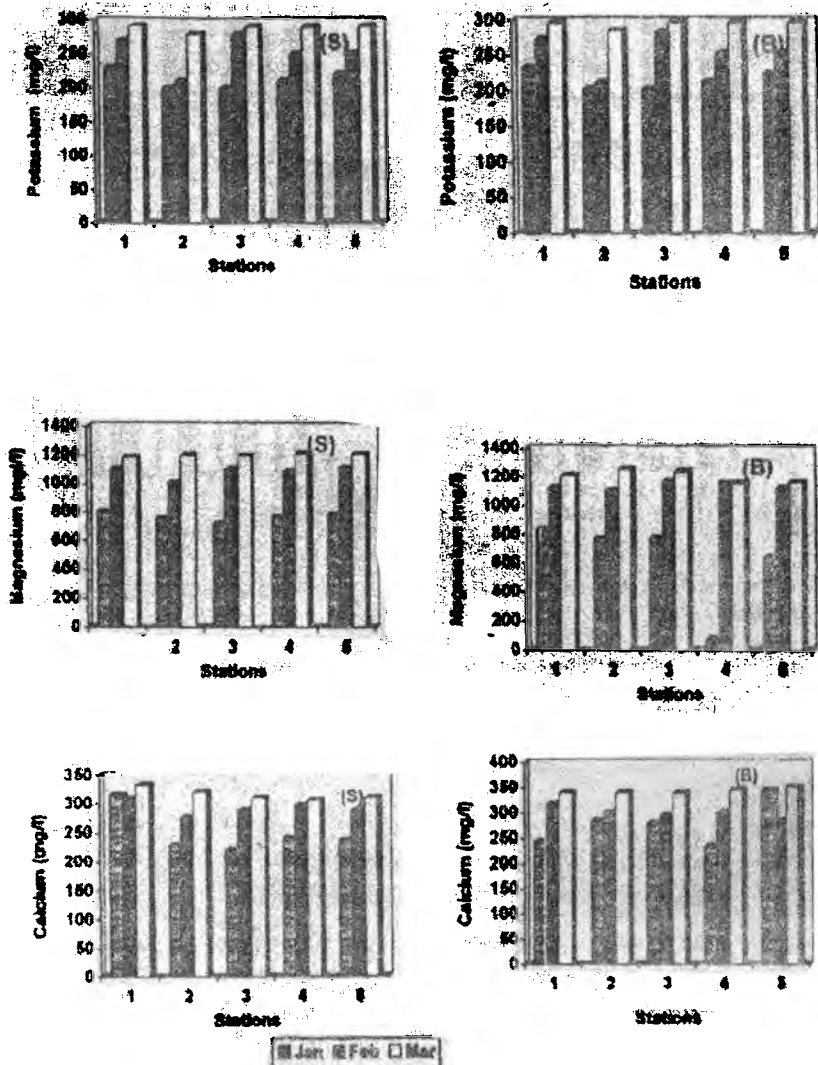 Potassium (mg/l)
300
250
200
150
100
50
0
(S)
1 2 3 4 5
Stations
Potassium (mg/l)
300
250
200
150
100
50
0
(B)
1 2 3 4 5
Stations
Magnesium (mg/l)
1400
1200
1000
800
600
400
200
0
(S)
2 3 4 5
Stations
Magnesium (mg/l)
1400
1200
1000
800
600
400
200
0
(B)
1 2 3 4 5
Stations
Calcium (mg/l)
350
300
250
200
150
100
50
0
(S)
1 2 3 4 5
Stations
Calcium (mg/l)
400
350
300
250
200
150
100
50
0
(B)
1 2 3 4 5
Stations
Jan Feb Mar